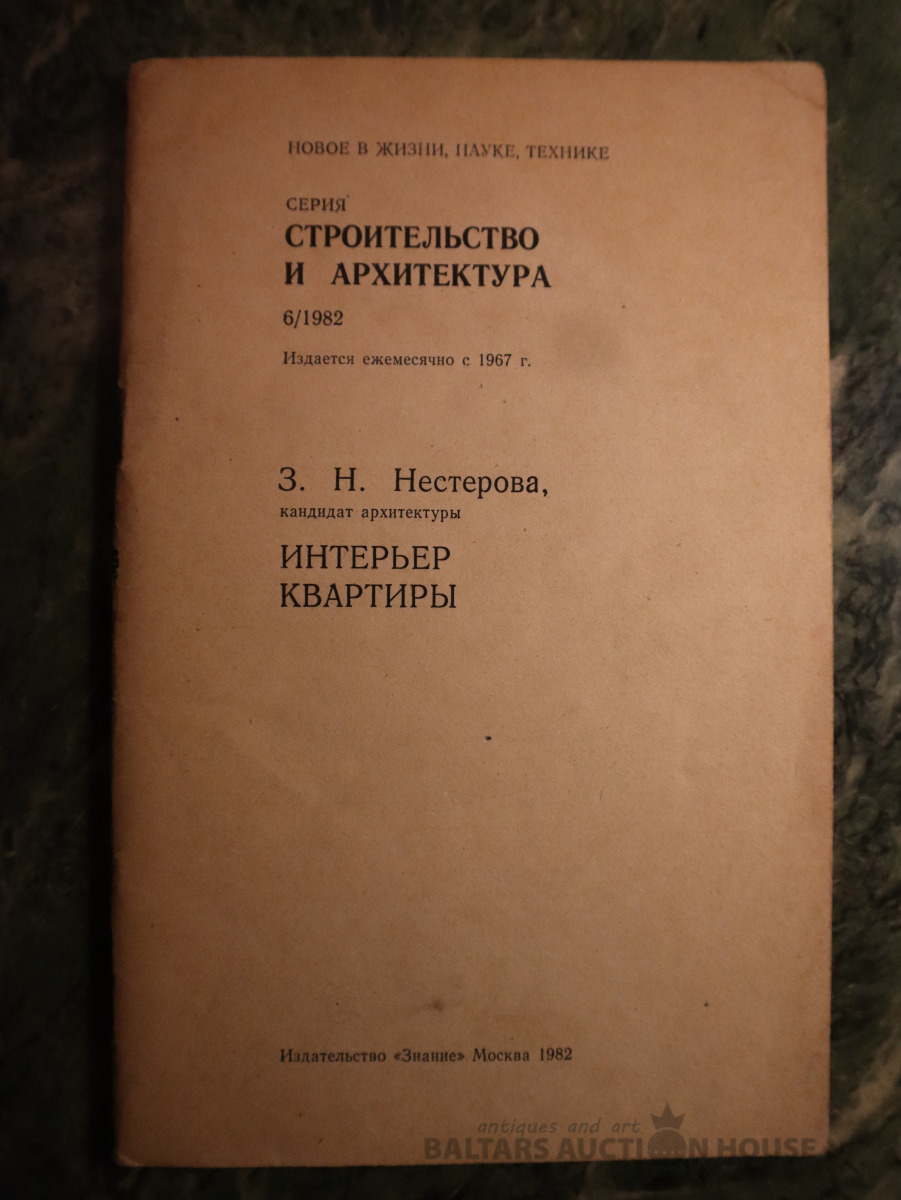 НОВОЕ В ЖИЗНИ, НАУКЕ, ТЕХНИКЕ
СЕРИЯ
СТРОИТЕЛЬСТВО
И АРХИТЕКТУРА
6/1982
Издается ежемесячно с 1967 г.
З. Н. Нестерова,
кандидат архитектуры
ИНТЕРЬЕР
КВАРТИРЫ
Издательство «Знание» Москва 1982
antiques and art
BALTARS AUCTION HOUSE